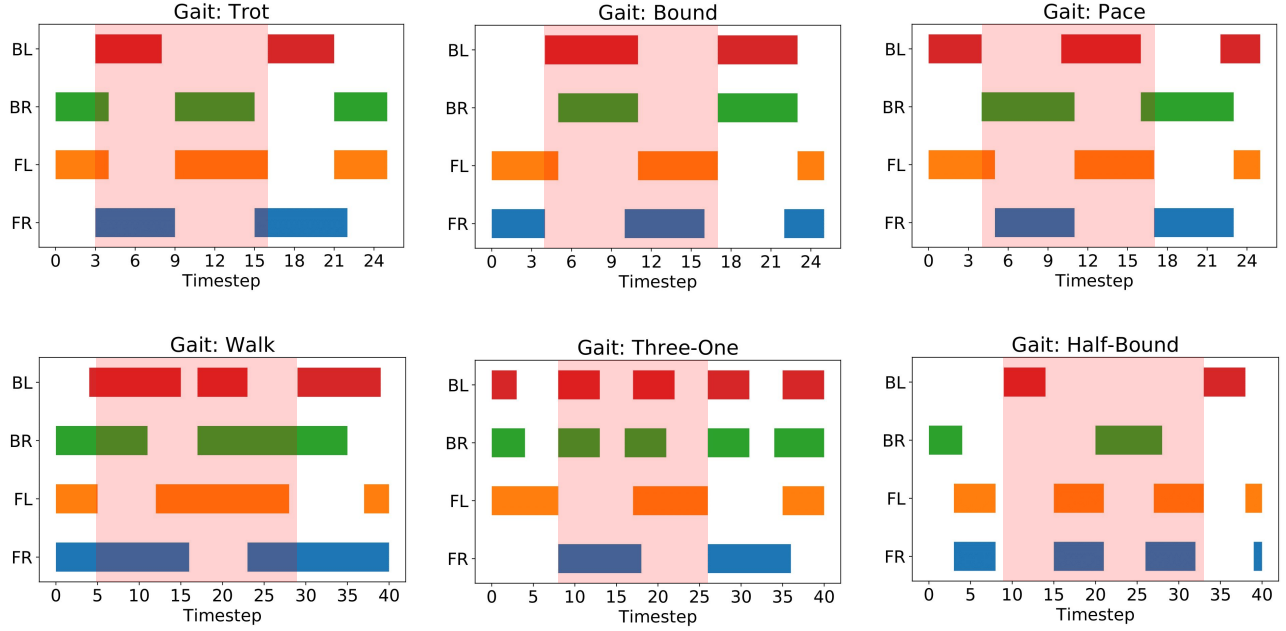 Gait: Trot
BL
BR
FL
FR
0 3 6 9 12 15 18 21 24
Timestep
Gait: Bound
BL
BR
FL
FR
0 3 6 9 12 15 18 21 24
Timestep
Gait: Pace
BL
BR
FL
FR
0 3 6 9 12 15 18 21 24
Timestep
Gait: Walk
BL
BR
FL
FR
0 5 10 15 20 25 30 35 40
Timestep
Gait: Three-One
BL
BR
FL
FR
0 5 10 15 20 25 30 35 40
Timestep
Gait: Half-Bound
BL
BR
FL
FR
0 10 20 30 40 50 60
Timestep